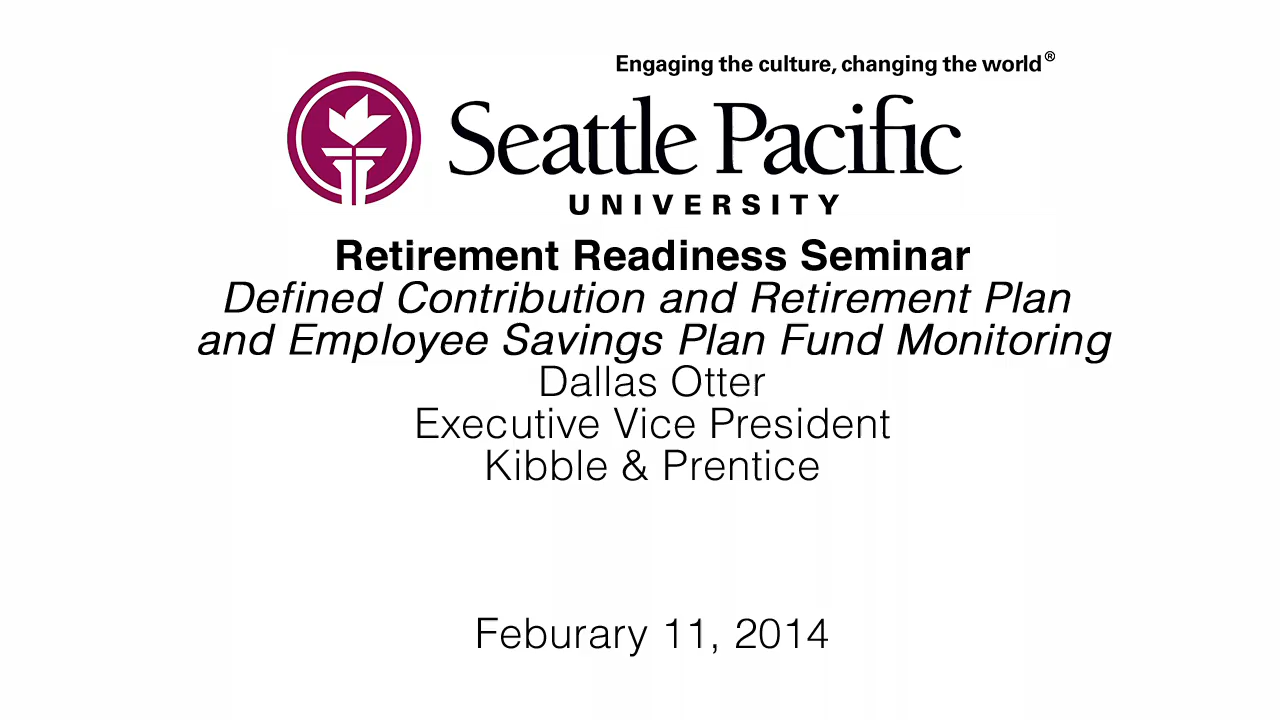 Engaging the culture, changing the world®
Seattle Pacific
UNIVERSITY
Retirement Readiness Seminar
Defined Contribution and Retirement Plan
and Employee Savings Plan Fund Monitoring
Dallas Otter
Executive Vice President
Kibble & Prentice
Feburary 11, 2014